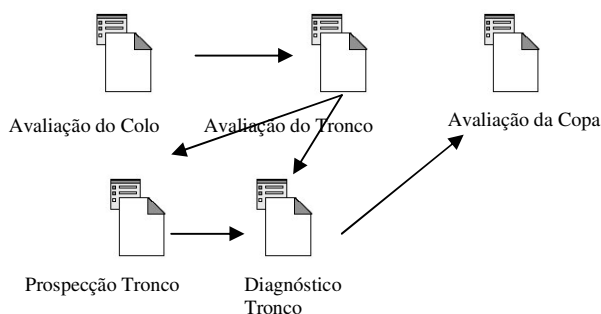 Avaliação do Colo
Avaliação do Tronco
Avaliação da Copa
Prospecção Tronco
Diagnóstico
Tronco